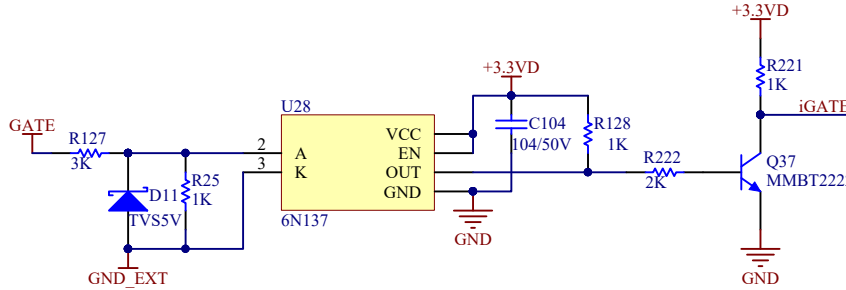 +3.3VD
R221
1K
iGATE
+3.3VD
U28
C104
104/50V
R128
1K
GATE
R127
3K
2
3
A
K
VCC
EN
OUT
GND
6N137
R222
2K
Q37
MMBT222
D11
TVS5V
R25
1K
GND_EXT
GND
GND